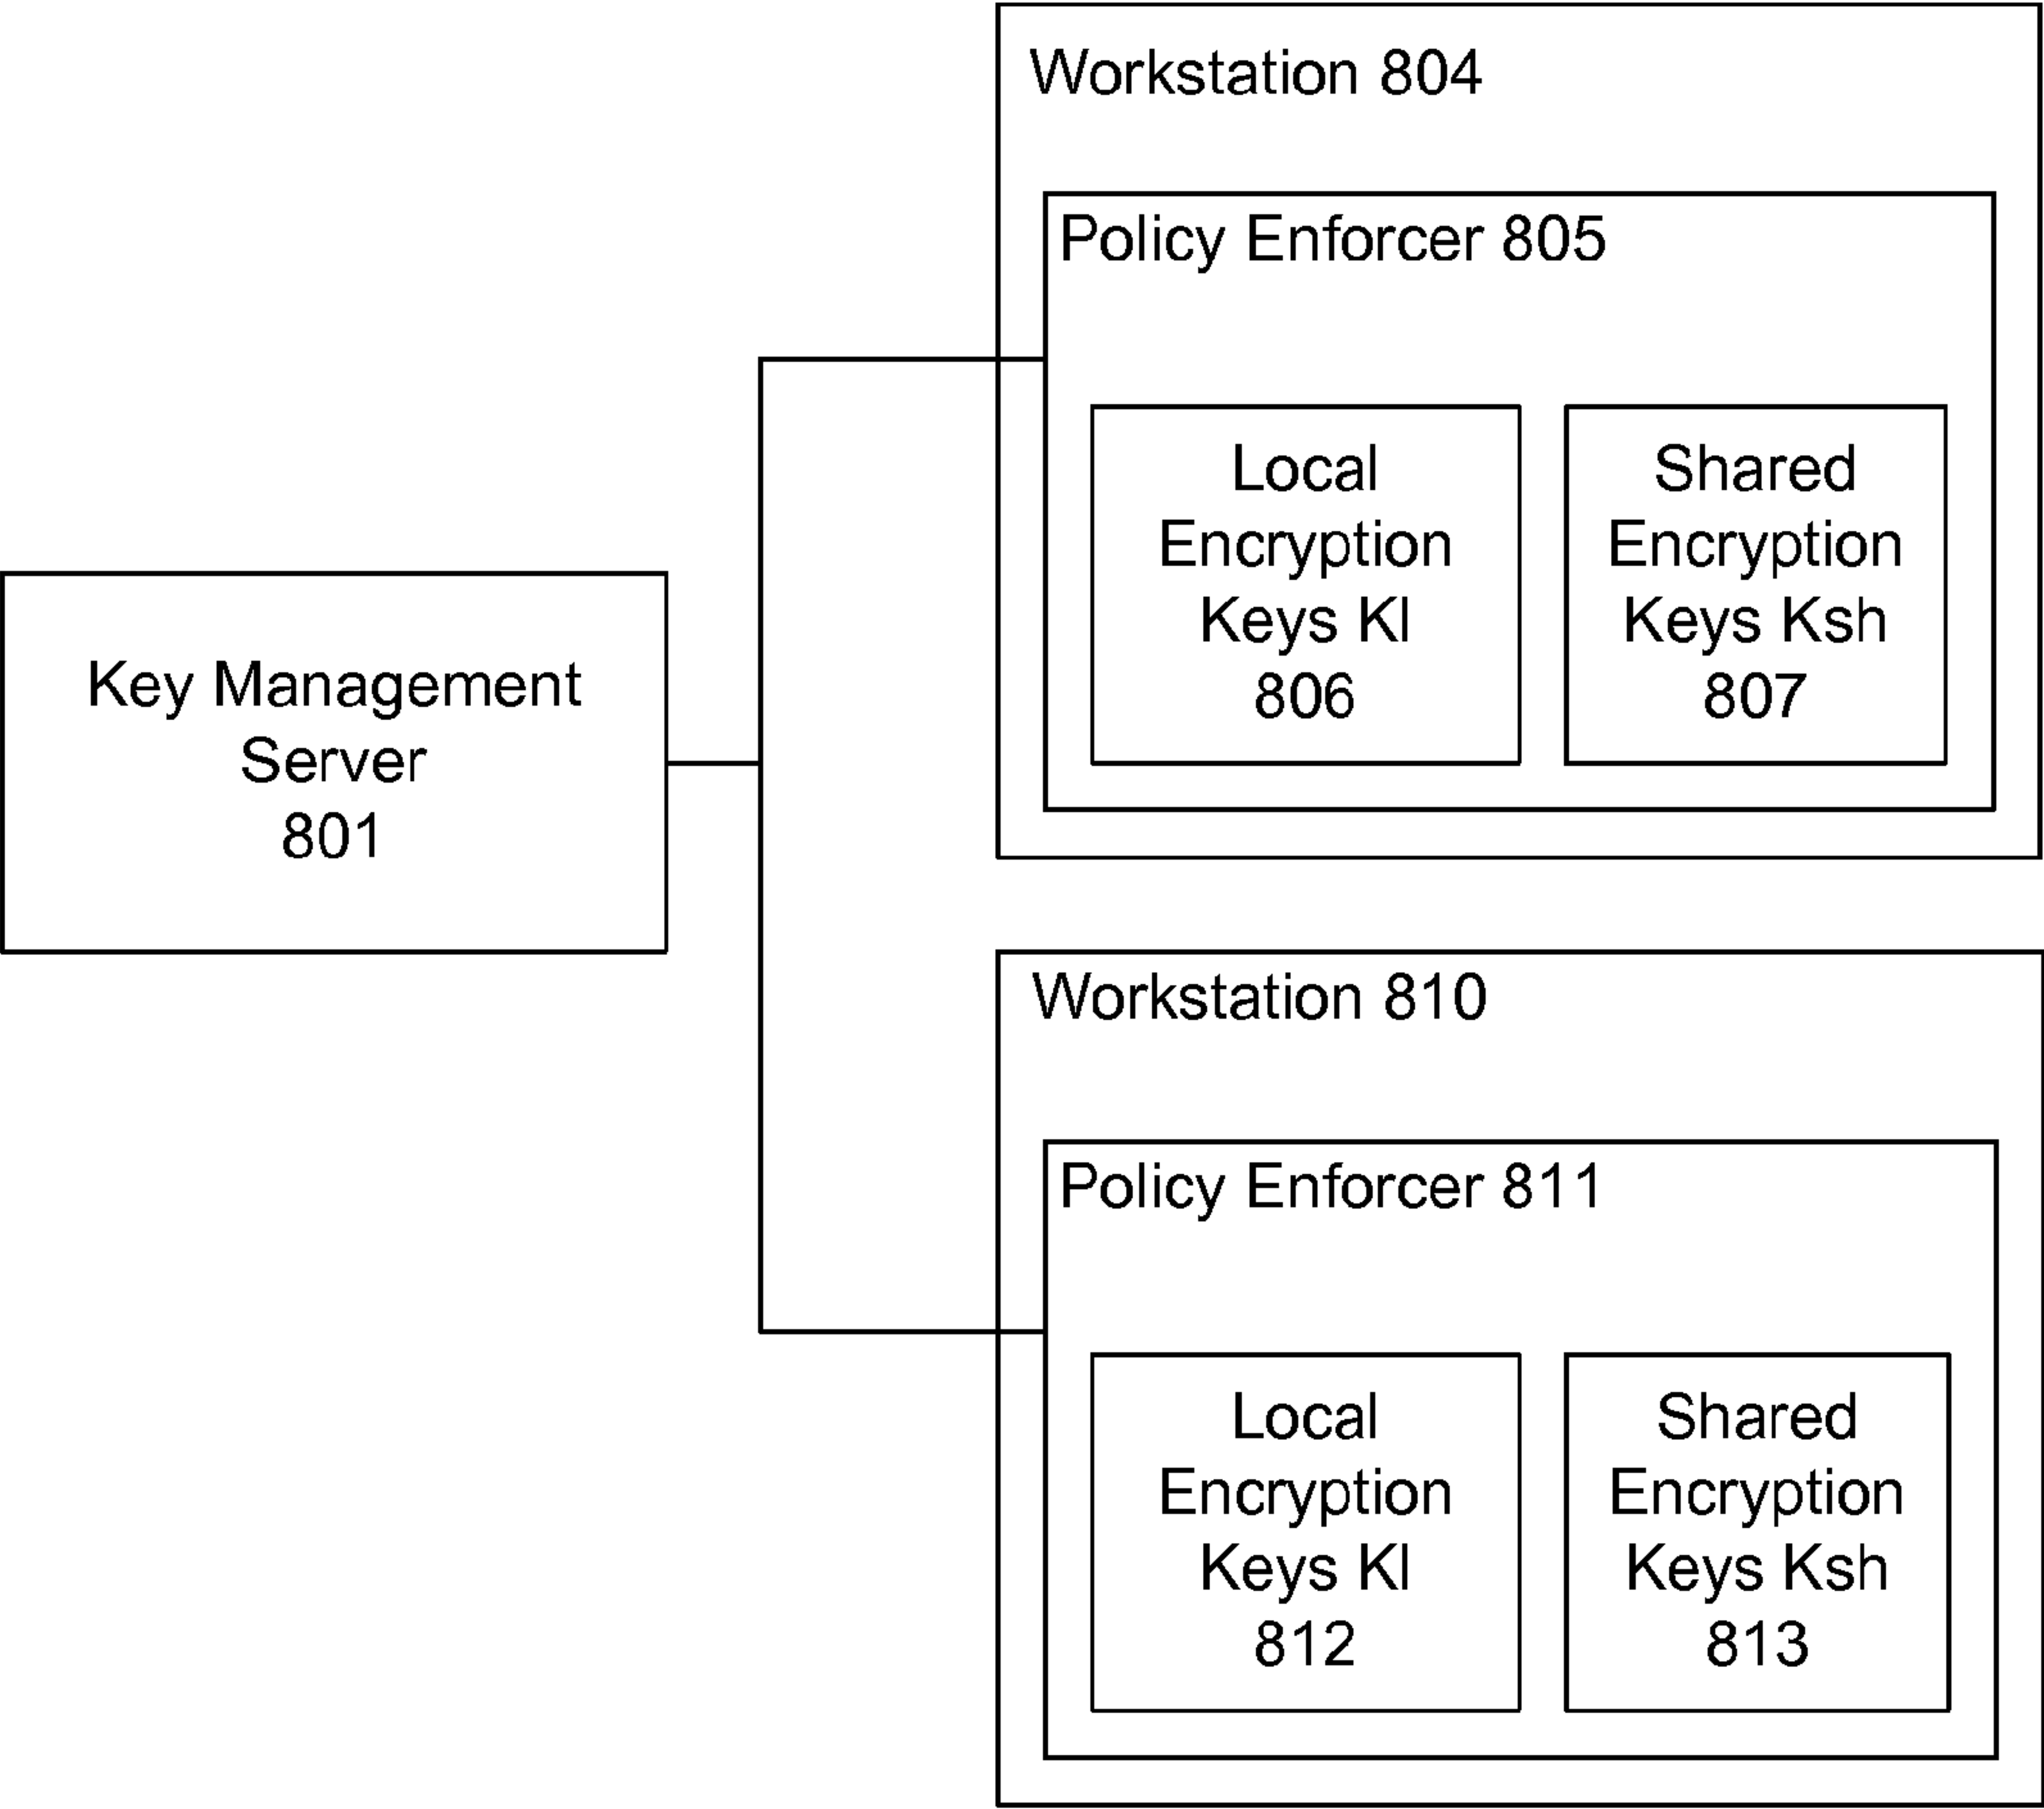 Workstation 804
Policy Enforcer 805
Local
Encryption
Keys Kl
806
Shared
Encryption
Keys Ksh
807
Key Management
Server
801
Workstation 810
Policy Enforcer 811
Local
Encryption
Keys Kl
812
Shared
Encryption
Keys Ksh
813